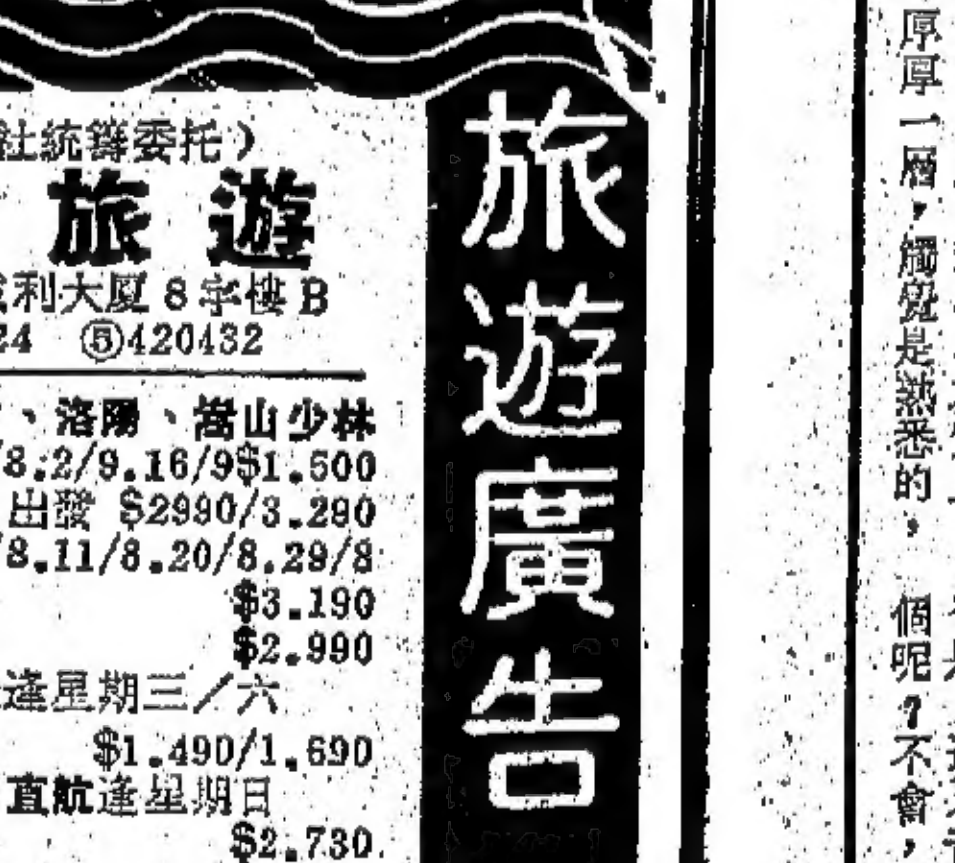 社統籌委托）
旅遊
利大廈8字樓B
24 ⑤420432
、洛陽、嵩山少林
/8.2/9.16/9$1.500
出發 $2990/3.290
/8.11/8.20/8.29/8
$3.190
$2.990
逢星期三／六
$1.490/1.690
直航逢星期日
$2.730.
旅遊廣告
厚厚一層，觸覺是熟悉的，
個呢？不會，